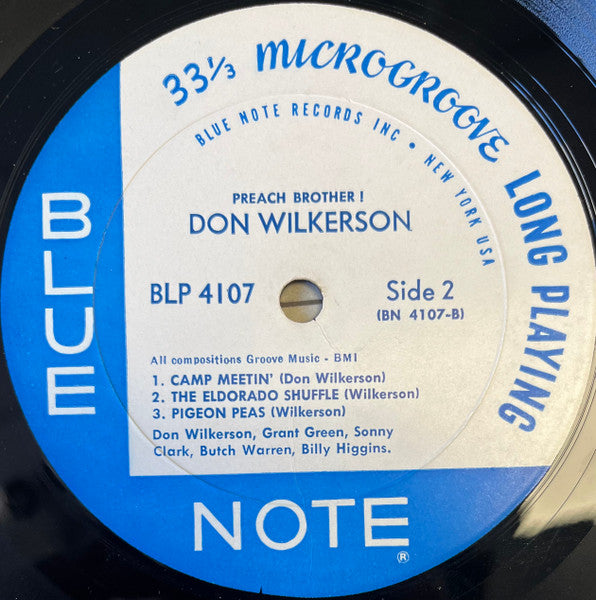 33⅓ MICROGROOVE LONG PLAYING
BLUE NOTE RECORDS INC • NEW YORK USA
PREACH BROTHER !
DON WILKERSON
BLP 4107
Side 2
(BN 4107-B)
All compositions Groove Music - BMI
1. CAMP MEETIN' (Don Wilkerson)
2. THE ELDORADO SHUFFLE (Wilkerson)
3. PIGEON PEAS (Wilkerson)
Don Wilkerson, Grant Green, Sonny
Clark, Butch Warren, Billy Higgins.
BLUE
NOTE®